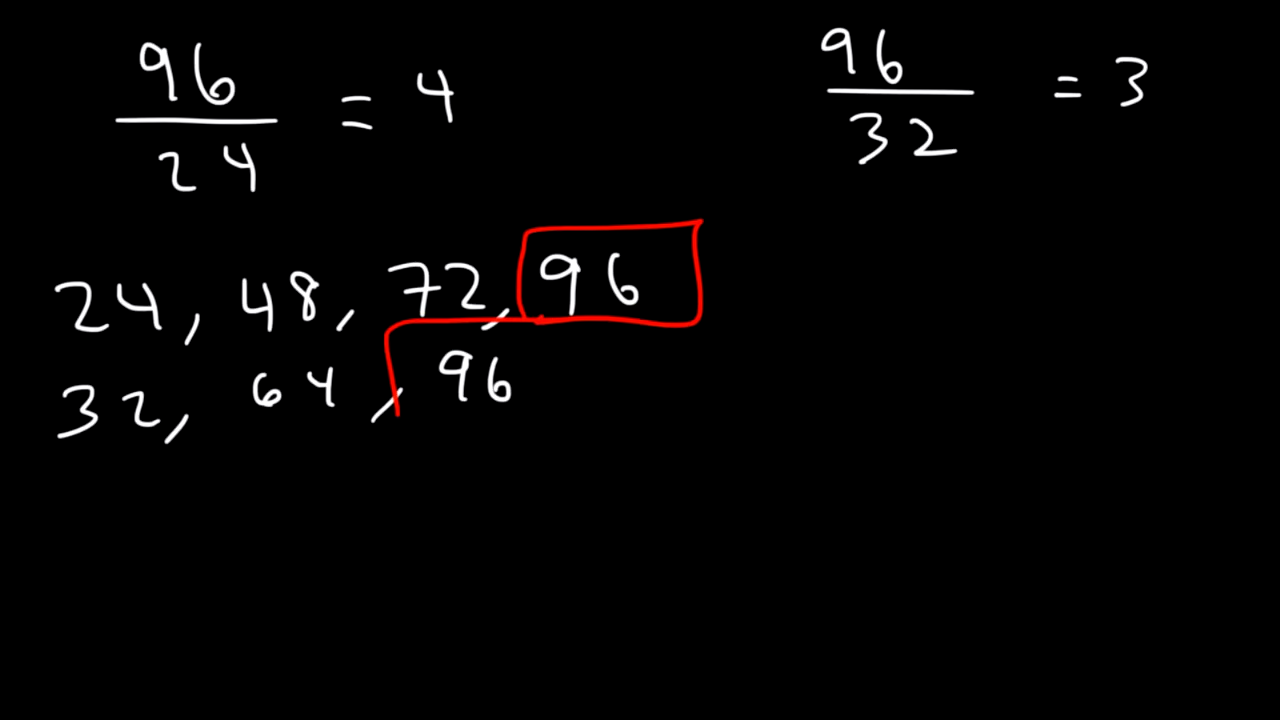 96/24 = 4
96/32 = 3
24, 48, 72, 96
32, 64, 96